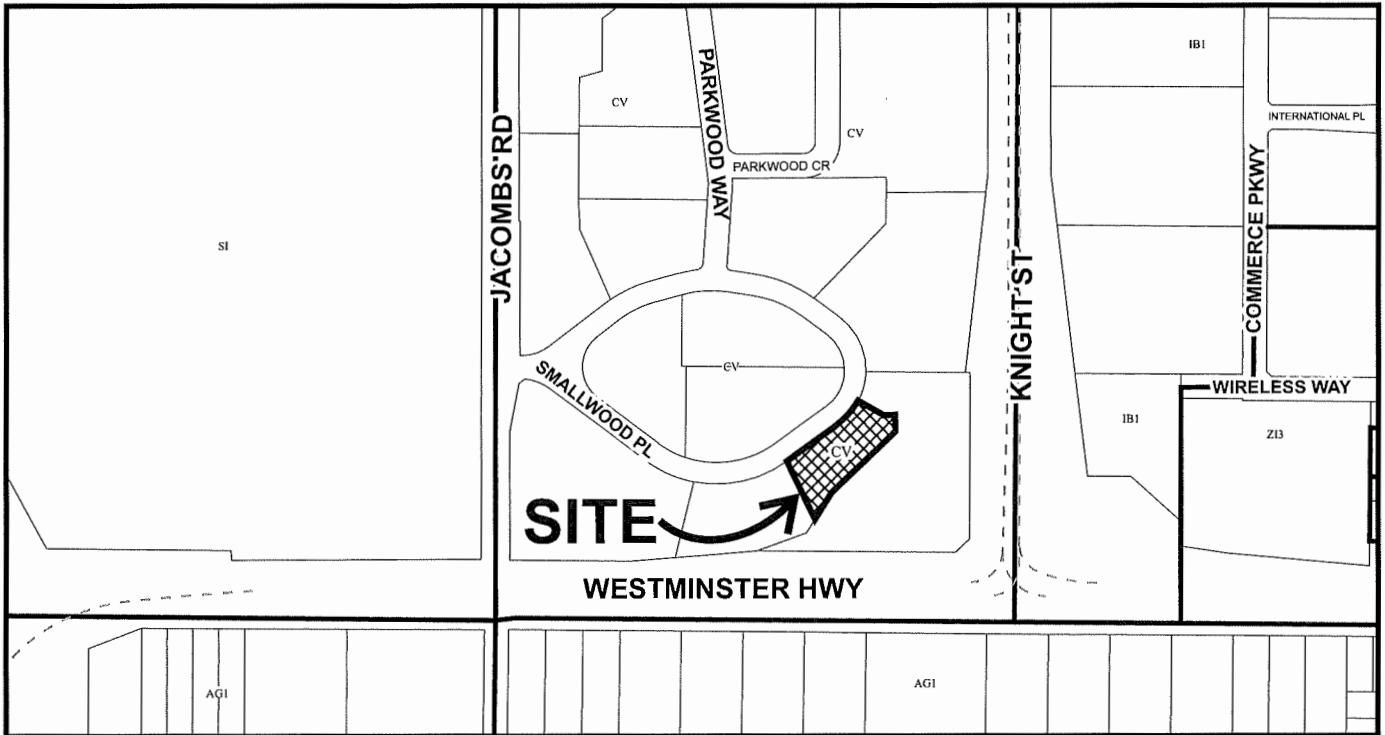 IB1
CV
PARKWOOD WAY
CV
INTERNATIONAL PL
JACOMBS RD
PARKWOOD CR
COMMERCE PKWY
SI
KNIGHT ST
CV
SMALLWOOD PL
WIRELESS WAY
IB1
ZI3
CV
SITE
WESTMINSTER HWY
AG1
AG1